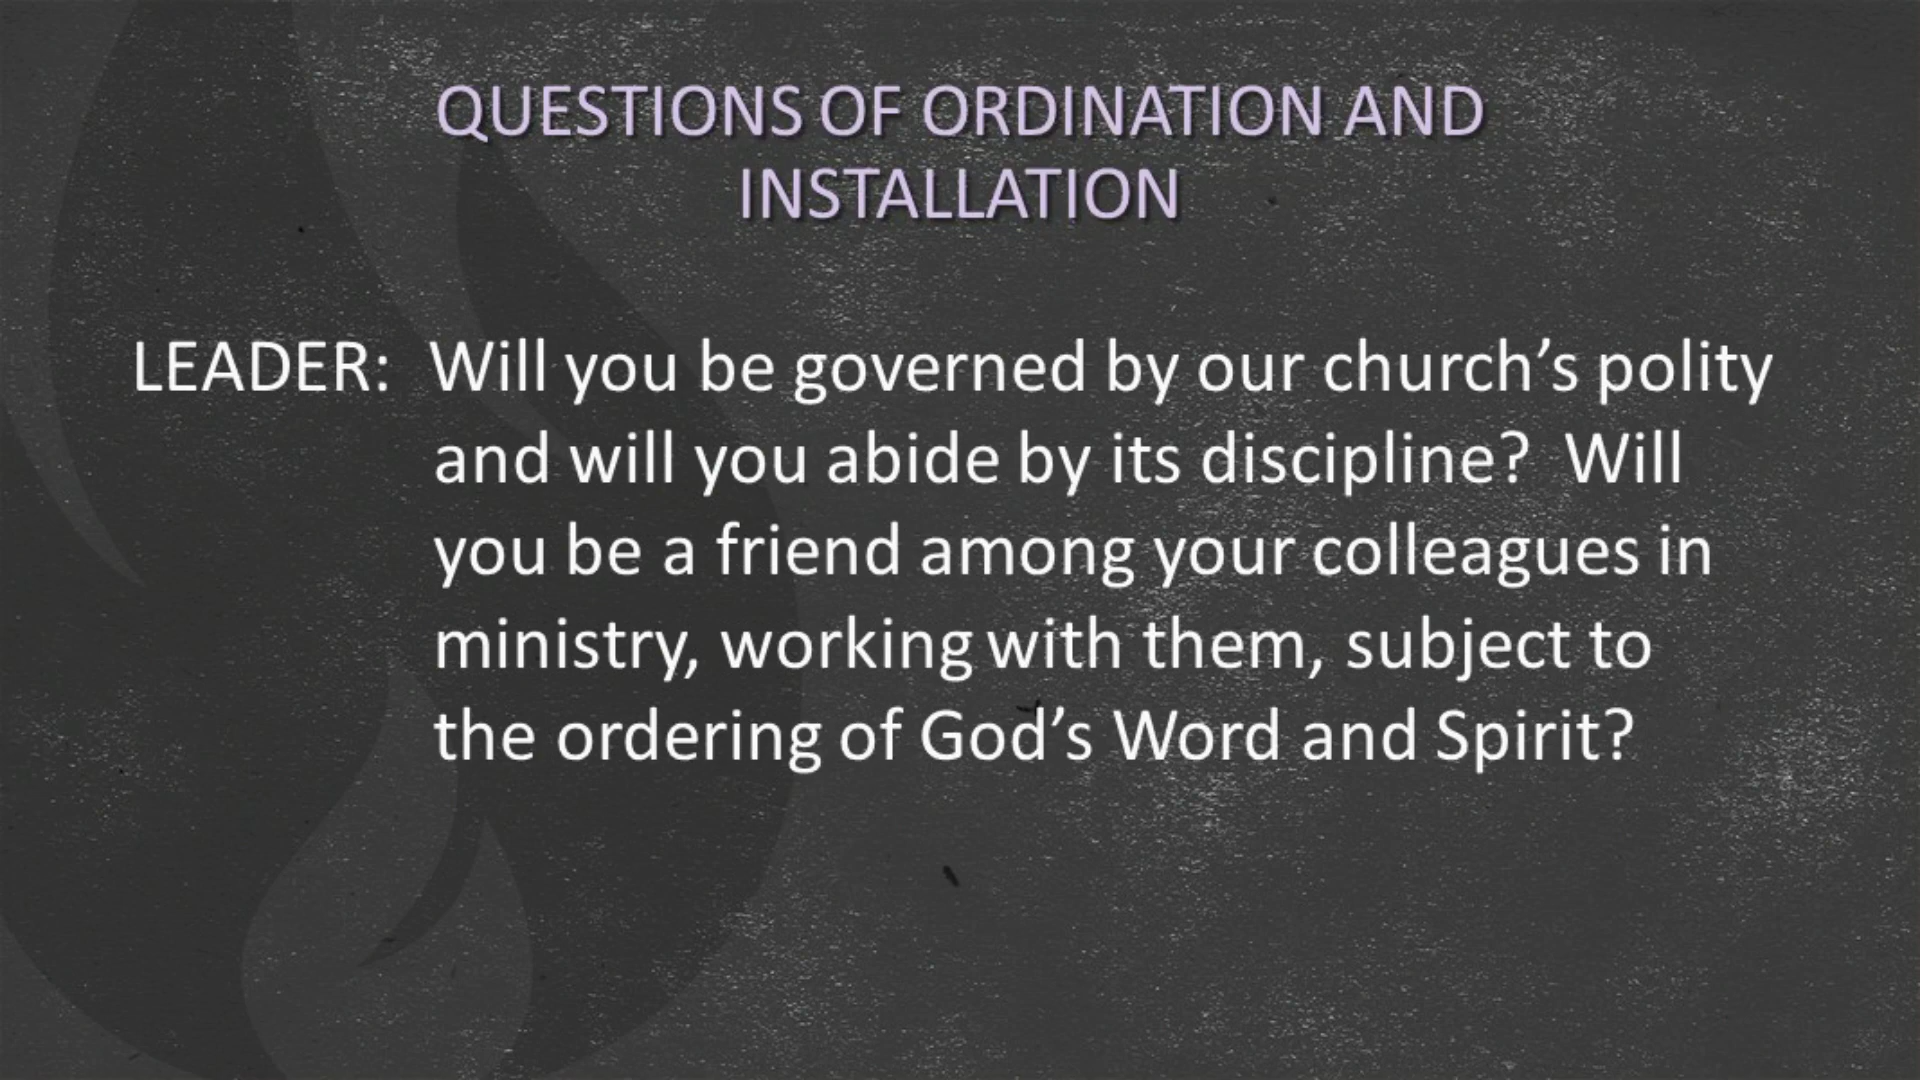 QUESTIONS OF ORDINATION AND
INSTALLATION
LEADER: Will you be governed by our church’s polity
and will you abide by its discipline?  Will
you be a friend among your colleagues in
ministry, working with them, subject to
the ordering of God’s Word and Spirit?